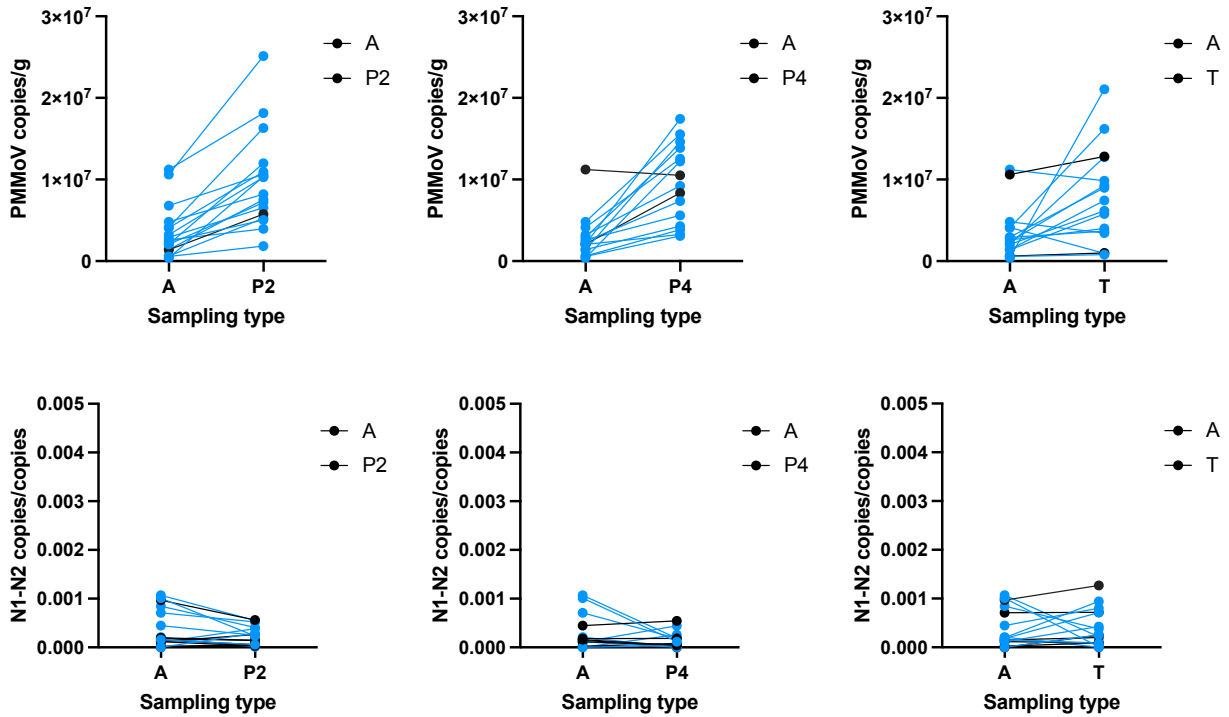 PMMoV copies/g
3×10⁷
2×10⁷
1×10⁷
0
A
P2
Sampling type
A
P2
PMMoV copies/g
3×10⁷
2×10⁷
1×10⁷
0
A
P4
Sampling type
A
P4
PMMoV copies/g
3×10⁷
2×10⁷
1×10⁷
0
A
T
Sampling type
A
T
N1-N2 copies/copies
0.005
0.004
0.003
0.002
0.001
0.000
A
P2
Sampling type
A
P2
N1-N2 copies/copies
0.005
0.004
0.003
0.002
0.001
0.000
A
P4
Sampling type
A
P4
N1-N2 copies/copies
0.005
0.004
0.003
0.002
0.001
0.000
A
T
Sampling type
A
T